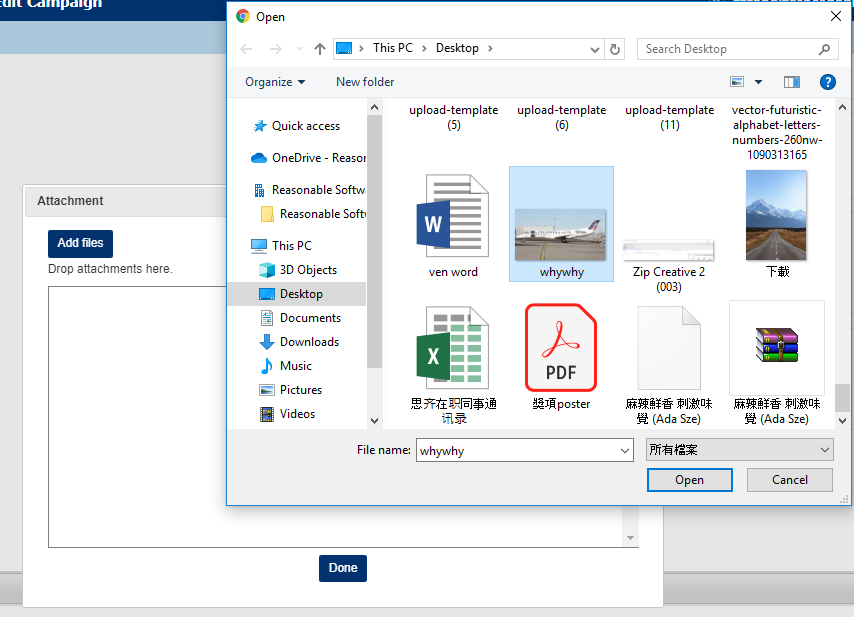 Edit Campaign
Attachment
Add files
Drop attachments here.
Done
Open
This PC
Desktop
Search Desktop
Organize
New folder
Quick access
OneDrive - Reason
Reasonable Softw
Reasonable Softw
This PC
3D Objects
Desktop
Documents
Downloads
Music
Pictures
Videos
upload-template
(5)
upload-template
(6)
upload-template
(11)
vector-futuristic-
alphabet-letters-
numbers-260nw-
1090313165
W
ven word
whywhy
Zip Creative 2
(003)
下載
X
思齐在职同事通
讯录
PDF
獎項poster
麻辣鮮香 刺激味
覺 (Ada Sze)
麻辣鮮香 刺激味
覺 (Ada Sze)
File name:
whywhy
所有檔案
Open
Cancel